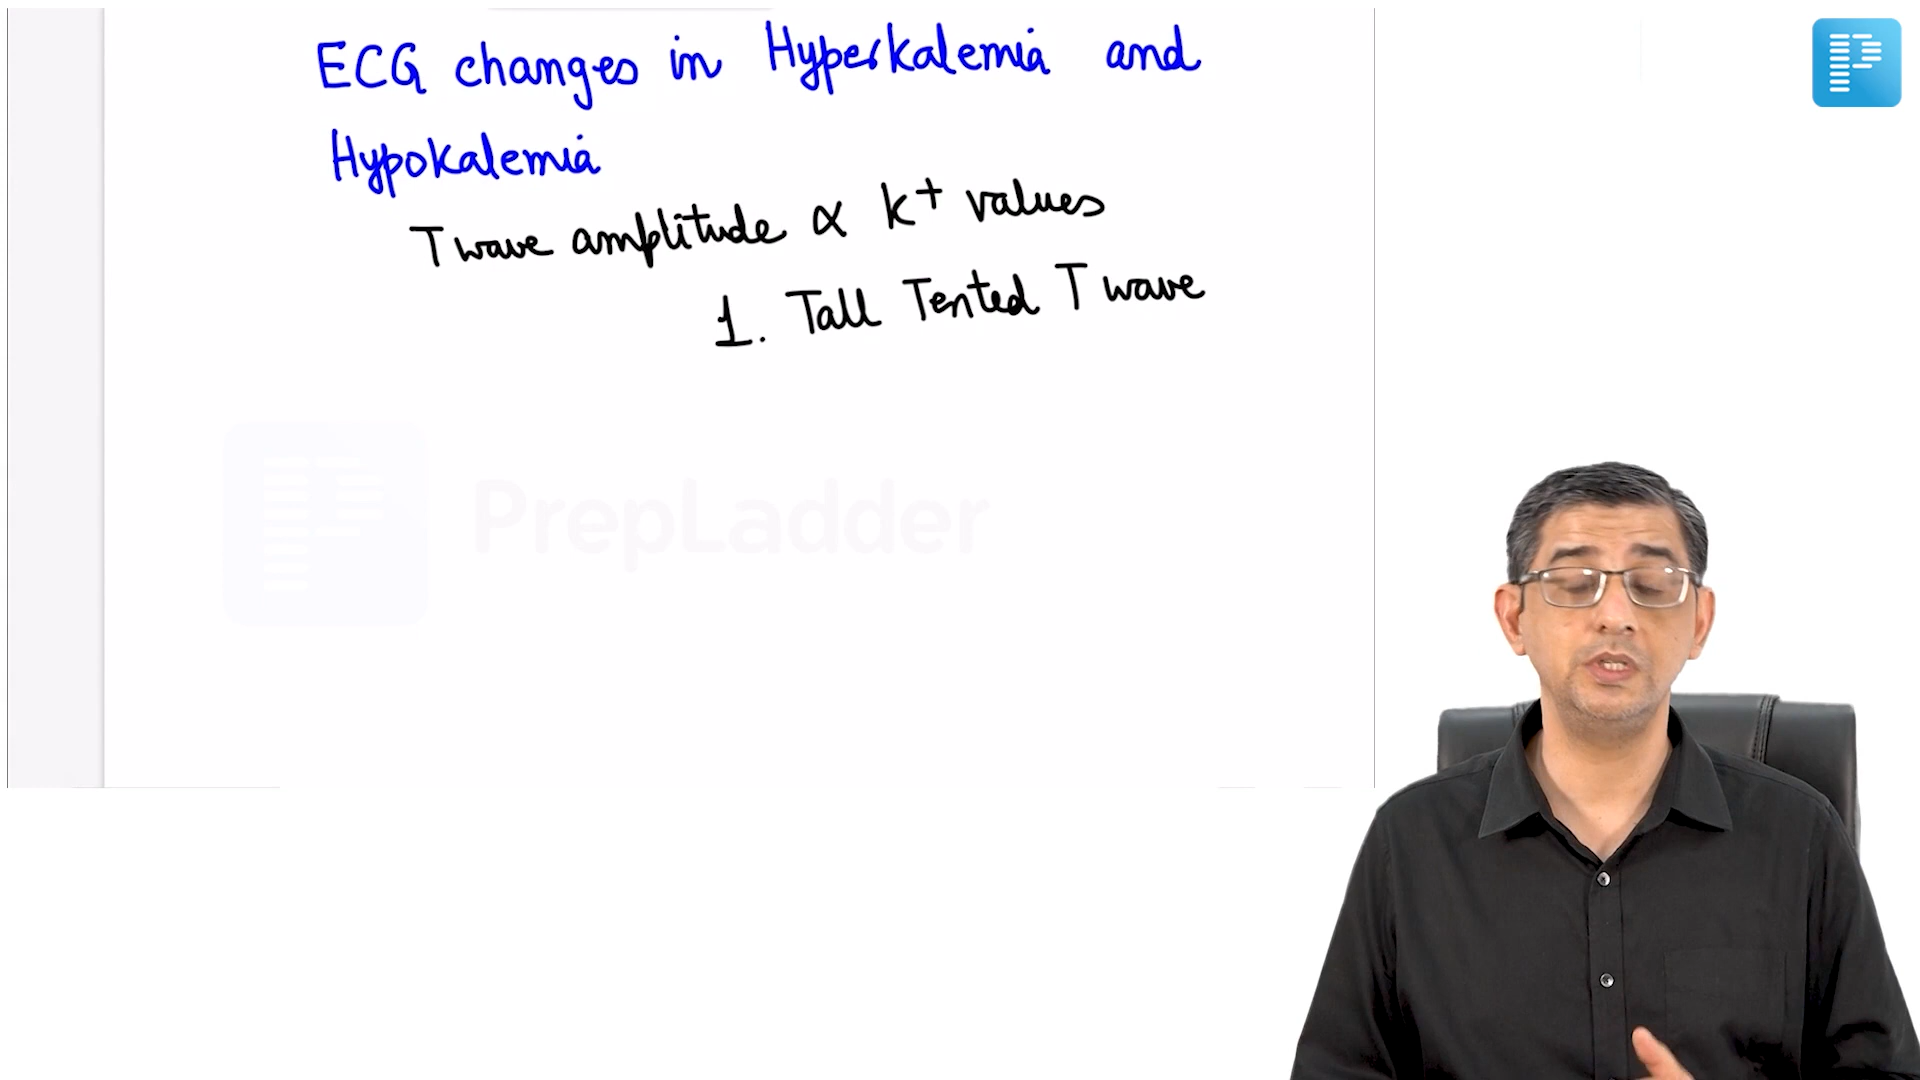 ECG changes in Hyperkalemia and
Hypokalemia
T wave amplitude ∝ K+ values
1. Tall Tented T wave
PrepLadder